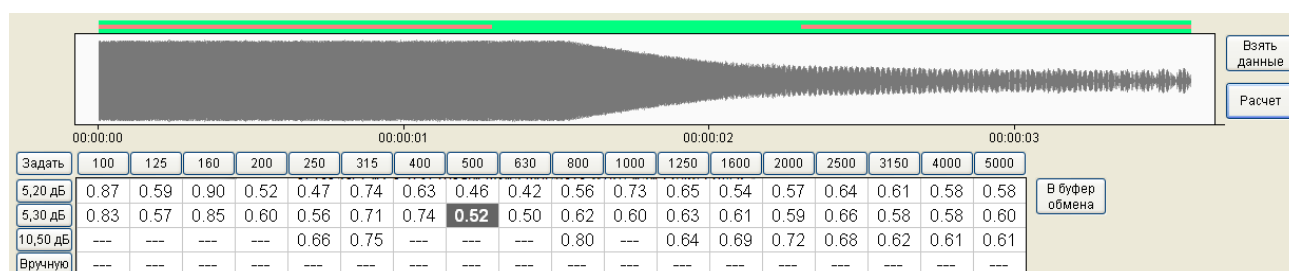 Взять
данные
Расчет
00:00:00 00:00:01 00:00:02 00:00:03
Задать 100 125 160 200 250 315 400 500 630 800 1000 1250 1600 2000 2500 3150 4000 5000
5,20 дБ 0.87 0.59 0.90 0.52 0.47 0.74 0.63 0.46 0.42 0.56 0.73 0.65 0.54 0.57 0.64 0.61 0.58 0.58
В буфер
обмена
5,30 дБ 0.83 0.57 0.85 0.60 0.56 0.71 0.74 0.52 0.50 0.62 0.60 0.63 0.61 0.59 0.66 0.58 0.58 0.60
10,50 дБ --- --- --- --- 0.66 0.75 --- --- --- 0.80 --- 0.64 0.69 0.72 0.68 0.62 0.61 0.61
Вручную --- --- --- --- --- --- --- --- --- --- --- --- --- --- --- --- --- ---